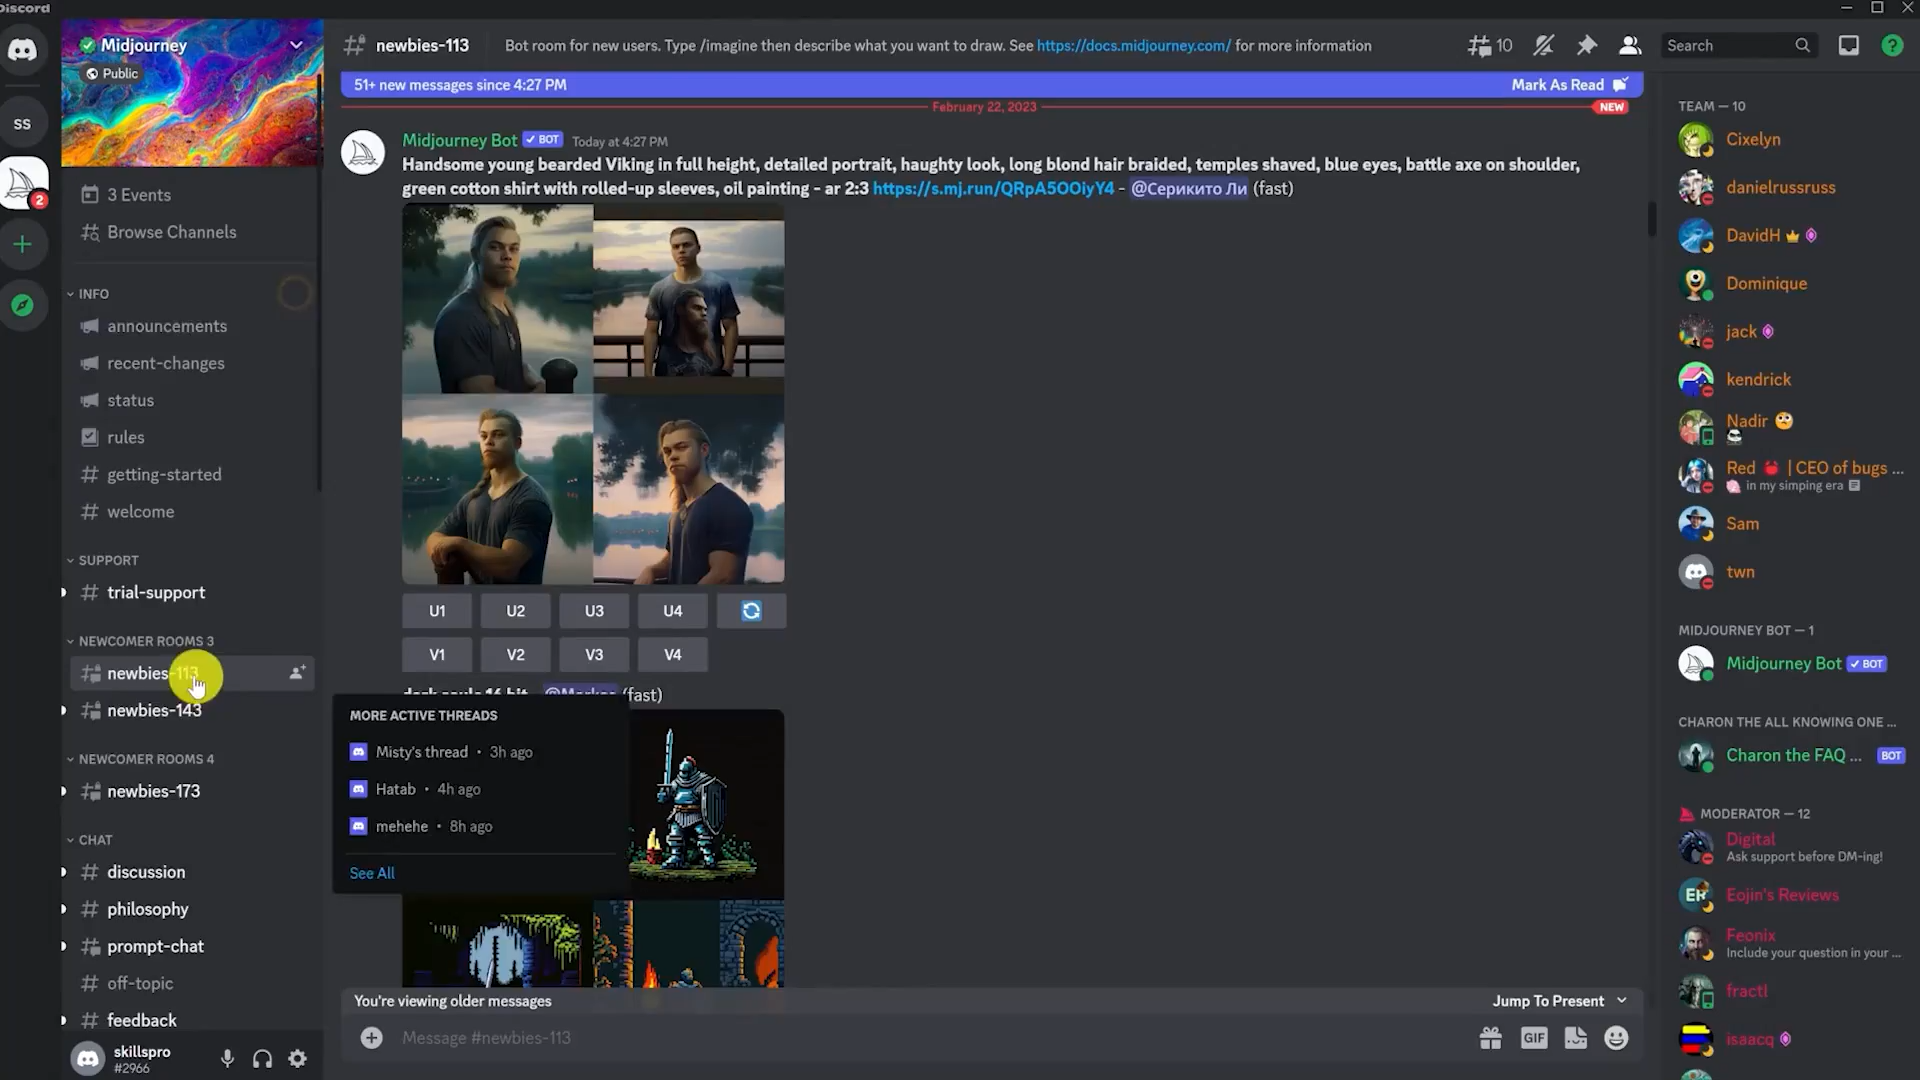 Discord
Midjourney
Public
SS
2
3 Events
Browse Channels
INFO
announcements
recent-changes
status
rules
getting-started
welcome
SUPPORT
trial-support
NEWCOMER ROOMS 3
newbies-113
newbies-143
NEWCOMER ROOMS 4
newbies-173
CHAT
discussion
philosophy
prompt-chat
off-topic
feedback
skillspro
#2966
newbies-113
Bot room for new users. Type /imagine then describe what you want to draw. See https://docs.midjourney.com/ for more information
10
Search
51+ new messages since 4:27 PM
Mark As Read
February 22, 2023
NEW
Midjourney Bot BOT Today at 4:27 PM
Handsome young bearded Viking in full height, detailed portrait, haughty look, long blond hair braided, temples shaved, blue eyes, battle axe on shoulder,
green cotton shirt with rolled-up sleeves, oil painting - ar 2:3 https://s.mj.run/QRpA5OOiyY4 - @Серикито Ли (fast)
U1 U2 U3 U4
V1 V2 V3 V4
(fast)
MORE ACTIVE THREADS
Misty's thread • 3h ago
Hatab • 4h ago
mehehe • 8h ago
See All
You're viewing older messages
Jump To Present
Message #newbies-113
GIF
TEAM — 10
Cixelyn
danielrussruss
DavidH
Dominique
jack
kendrick
Nadir
Red | CEO of bugs ...
in my simping era
Sam
twn
MIDJOURNEY BOT — 1
Midjourney Bot BOT
CHARON THE ALL KNOWING ONE ...
Charon the FAQ ... BOT
MODERATOR — 12
Digital
Ask support before DM-ing!
Eojin's Reviews
Feonix
Include your question in your ...
fractl
isaacq